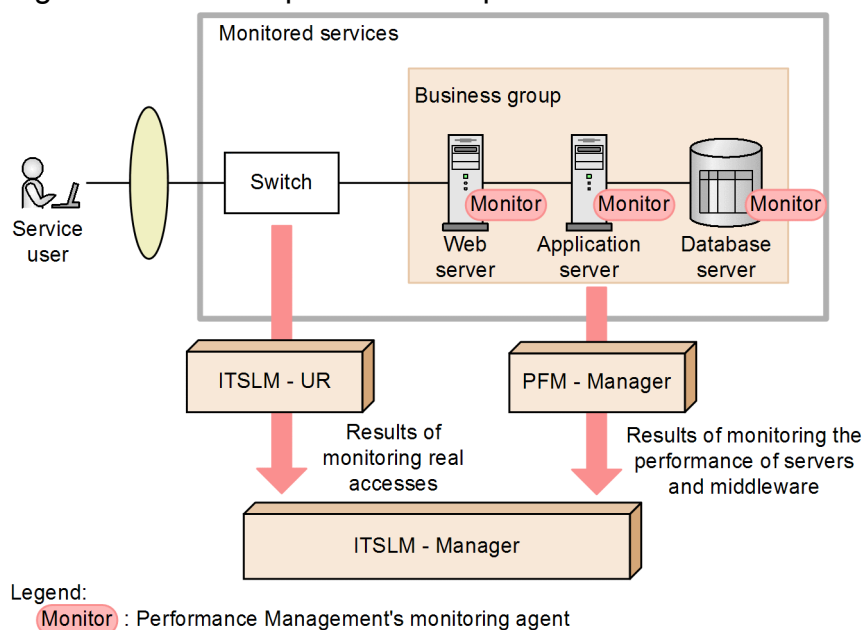 Monitored services
Business group
Switch
Monitor
Monitor
Monitor
Service
user
Web
server
Application
server
Database
server
ITSLM - UR
PFM - Manager
Results of
monitoring real
accesses
Results of monitoring the
performance of servers
and middleware
ITSLM - Manager
Legend:
Monitor : Performance Management's monitoring agent